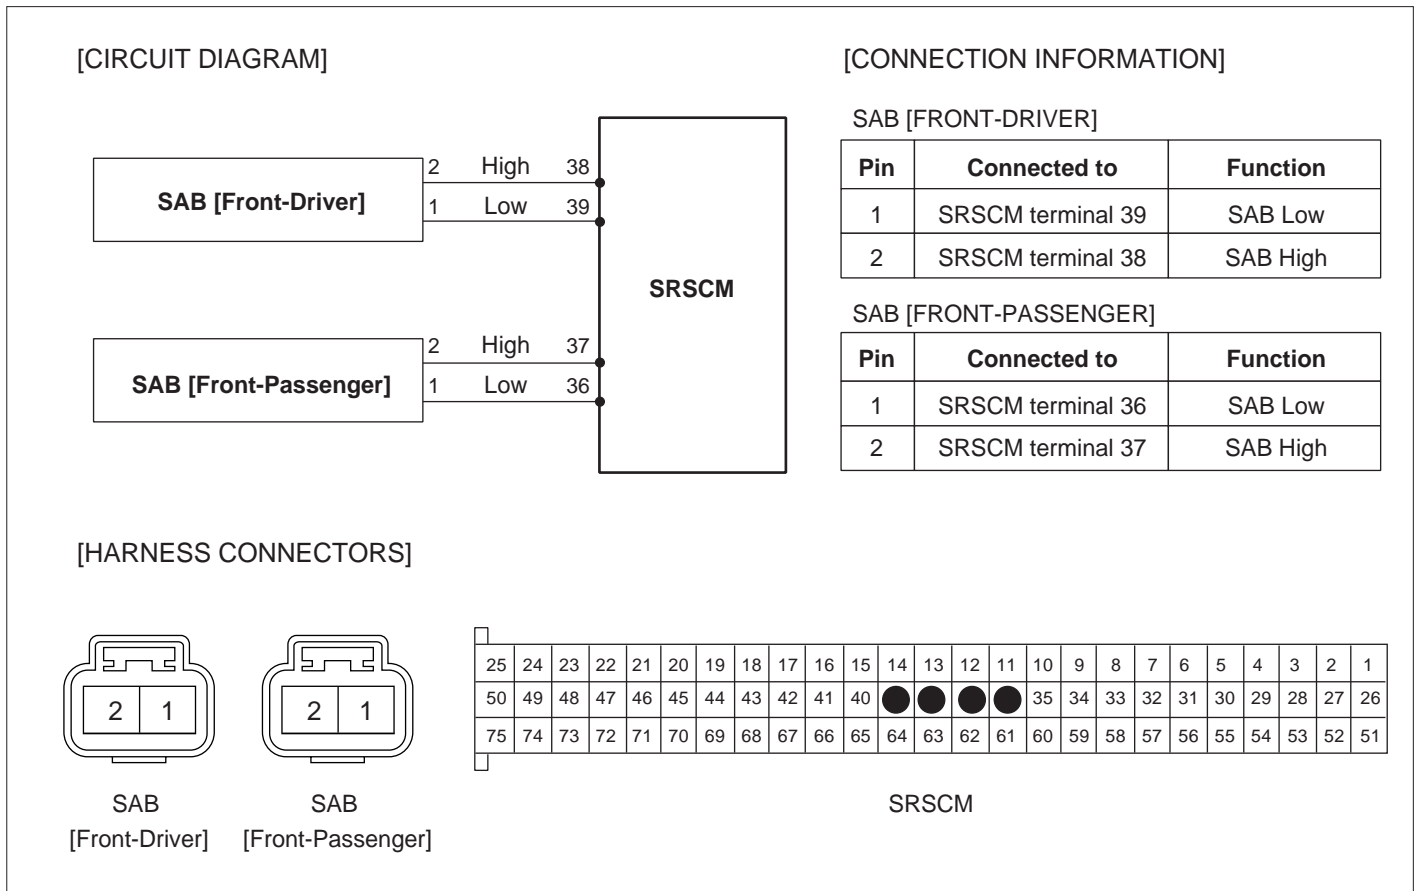 [CIRCUIT DIAGRAM]
SAB [Front-Driver]
2 High 38
1 Low 39
SRSCM
SAB [Front-Passenger]
2 High 37
1 Low 36
[CONNECTION INFORMATION]
SAB [FRONT-DRIVER]
Pin Connected to Function
1 SRSCM terminal 39 SAB Low
2 SRSCM terminal 38 SAB High
SAB [FRONT-PASSENGER]
Pin Connected to Function
1 SRSCM terminal 36 SAB Low
2 SRSCM terminal 37 SAB High
[HARNESS CONNECTORS]
2 1
SAB
[Front-Driver]
2 1
SAB
[Front-Passenger]
25 24 23 22 21 20 19 18 17 16 15 14 13 12 11 10 9 8 7 6 5 4 3 2 1
50 49 48 47 46 45 44 43 42 41 40 35 34 33 32 31 30 29 28 27 26
75 74 73 72 71 70 69 68 67 66 65 64 63 62 61 60 59 58 57 56 55 54 53 52 51
SRSCM